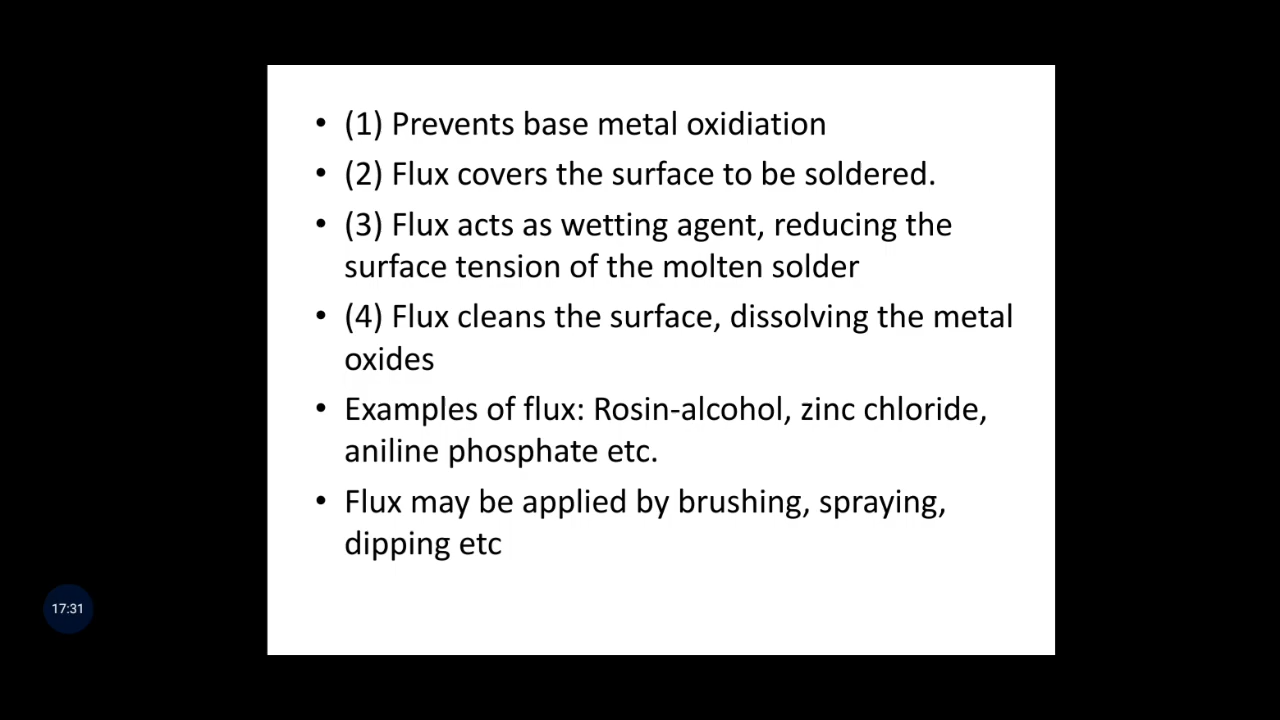 • (1) Prevents base metal oxidiation
• (2) Flux covers the surface to be soldered.
• (3) Flux acts as wetting agent, reducing the
surface tension of the molten solder
• (4) Flux cleans the surface, dissolving the metal
oxides
• Examples of flux: Rosin-alcohol, zinc chloride,
aniline phosphate etc.
• Flux may be applied by brushing, spraying,
dipping etc
17:31